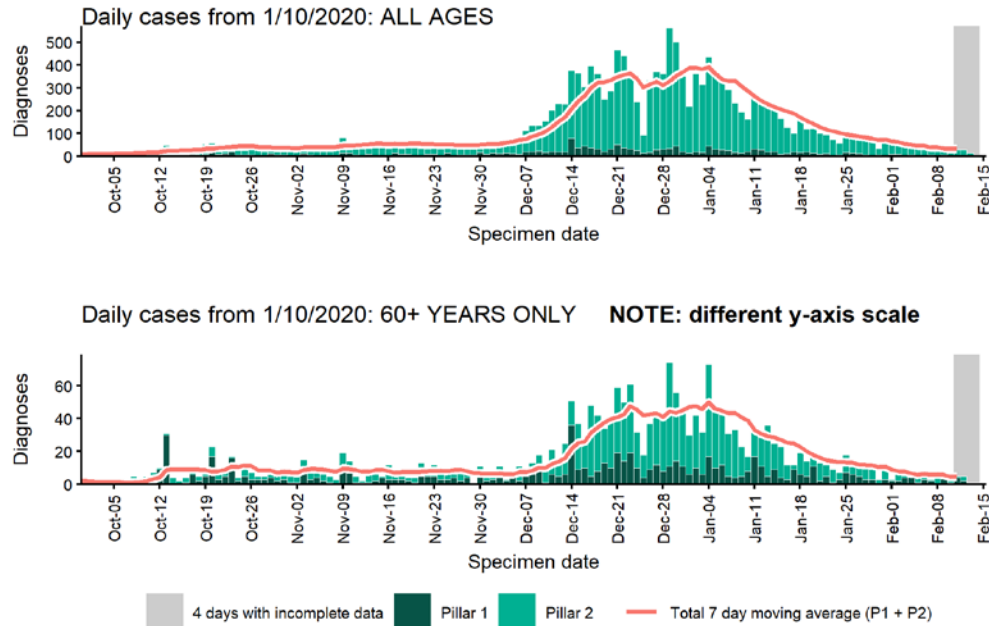 Daily cases from 1/10/2020: ALL AGES
Diagnoses
500
400
300
200
100
0
Oct-05
Oct-12
Oct-19
Oct-26
Nov-02
Nov-09
Nov-16
Nov-23
Nov-30
Dec-07
Dec-14
Dec-21
Dec-28
Jan-04
Jan-11
Jan-18
Jan-25
Feb-01
Feb-08
Feb-15
Specimen date
Daily cases from 1/10/2020: 60+ YEARS ONLY NOTE: different y-axis scale
Diagnoses
60
40
20
0
Oct-05
Oct-12
Oct-19
Oct-26
Nov-02
Nov-09
Nov-16
Nov-23
Nov-30
Dec-07
Dec-14
Dec-21
Dec-28
Jan-04
Jan-11
Jan-18
Jan-25
Feb-01
Feb-08
Feb-15
Specimen date
4 days with incomplete data Pillar 1 Pillar 2 Total 7 day moving average (P1 + P2)